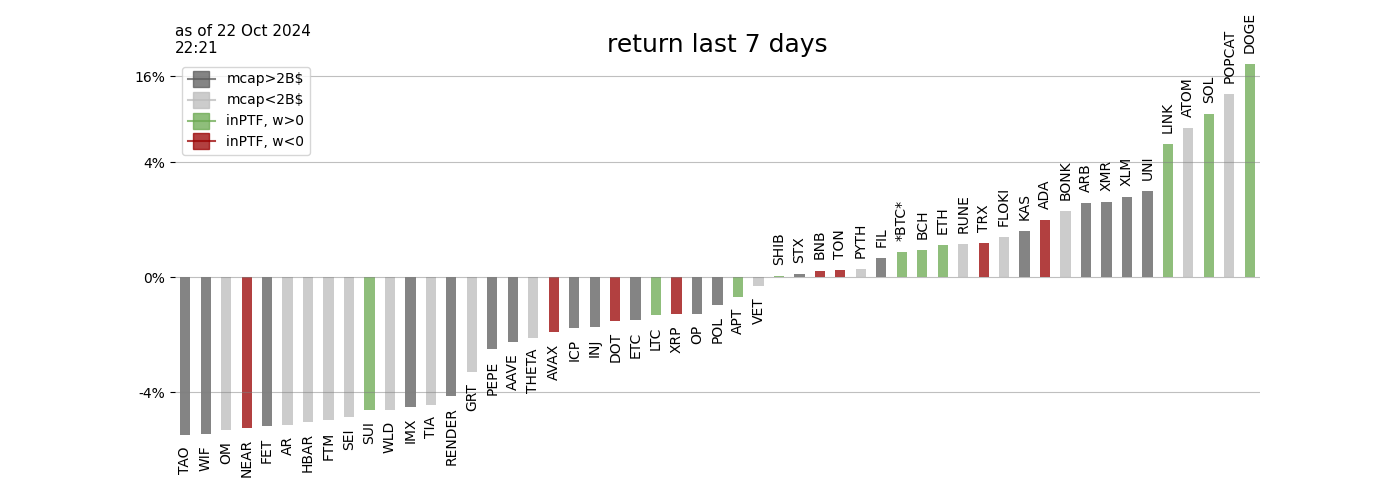 as of 22 Oct 2024
22:21
return last 7 days
mcap>2B$
mcap<2B$
inPTF, w>0
inPTF, w<0
16%
4%
0%
-4%
TAO
WIF
OM
NEAR
FET
AR
HBAR
FTM
SEI
SUI
WLD
IMX
TIA
RENDER
GRT
PEPE
AAVE
THETA
AVAX
ICP
INJ
DOT
ETC
LTC
XRP
OP
POL
APT
VET
SHIB
STX
BNB
TON
PYTH
FIL
*BTC*
BCH
ETH
RUNE
TRX
FLOKI
KAS
ADA
BONK
ARB
XMR
XLM
UNI
LINK
ATOM
SOL
POPCAT
DOGE